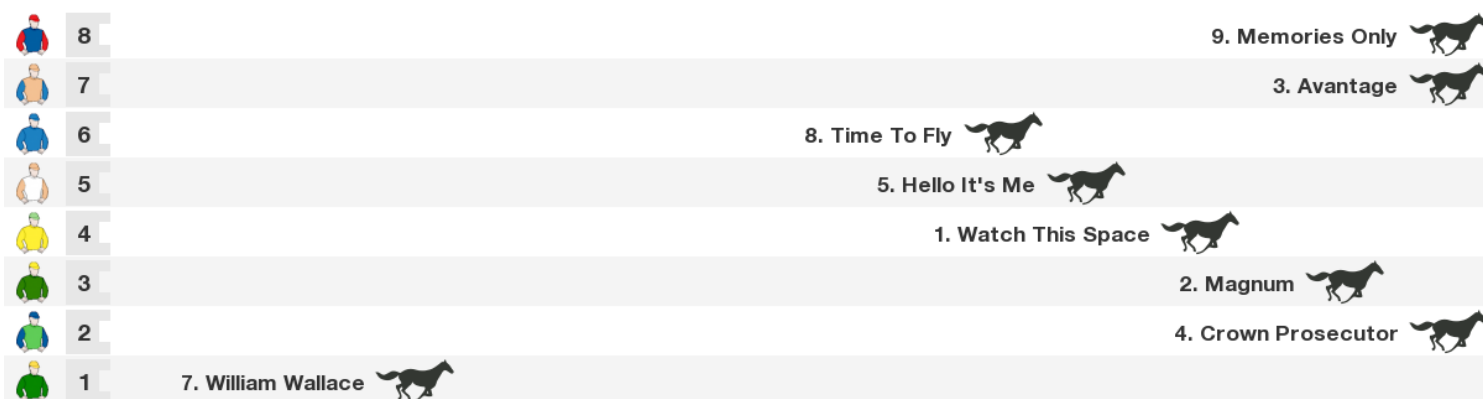 8 9. Memories Only
7 3. Avantage
6 8. Time To Fly
5 5. Hello It's Me
4 1. Watch This Space
3 2. Magnum
2 4. Crown Prosecutor
1 7. William Wallace